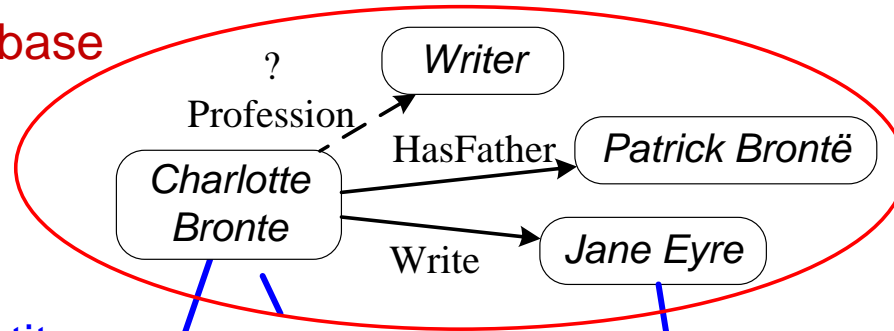 base
?
Profession
Writer
HasFather
Patrick Brontë
Charlotte
Bronte
Write
Jane Eyre